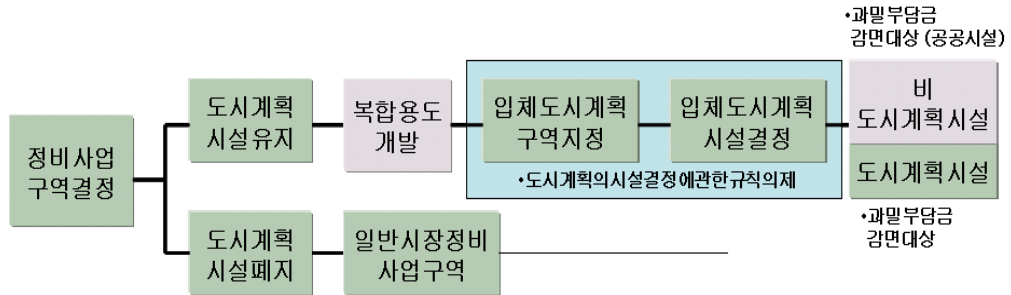 •과밀부담금
감면대상 (공공시설)
정비사업
구역결정
도시계획
시설유지
복합용도
개발
입체도시계획
구역지정
입체도시계획
시설결정
•도시계획의시설결정에관한규칙의제
비
도시계획시설
도시계획시설
•과밀부담금
감면대상
도시계획
시설폐지
일반시장정비
사업구역